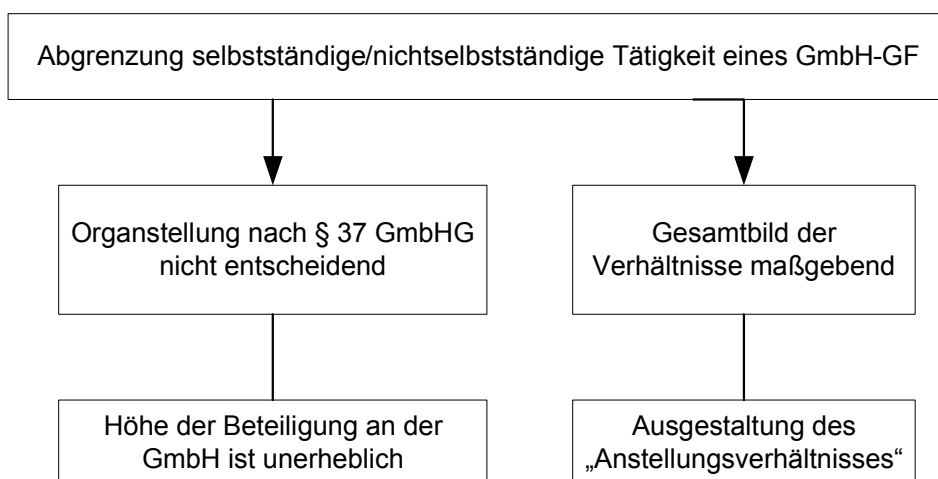 Abgrenzung selbstständige/nichtselbstständige Tätigkeit eines GmbH-GF
Organstellung nach § 37 GmbHG
nicht entscheidend
Gesamtbild der
Verhältnisse maßgebend
Höhe der Beteiligung an der
GmbH ist unerheblich
Ausgestaltung des
„Anstellungsverhältnisses“